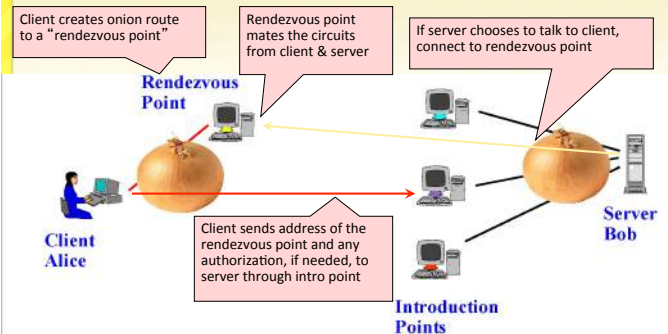 Client creates onion route
to a “rendezvous point”
Rendezvous point
mates the circuits
from client & server
If server chooses to talk to client,
connect to rendezvous point
Rendezvous
Point
Client
Alice
Client sends address of the
rendezvous point and any
authorization, if needed, to
server through intro point
Server
Bob
Introduction
Points